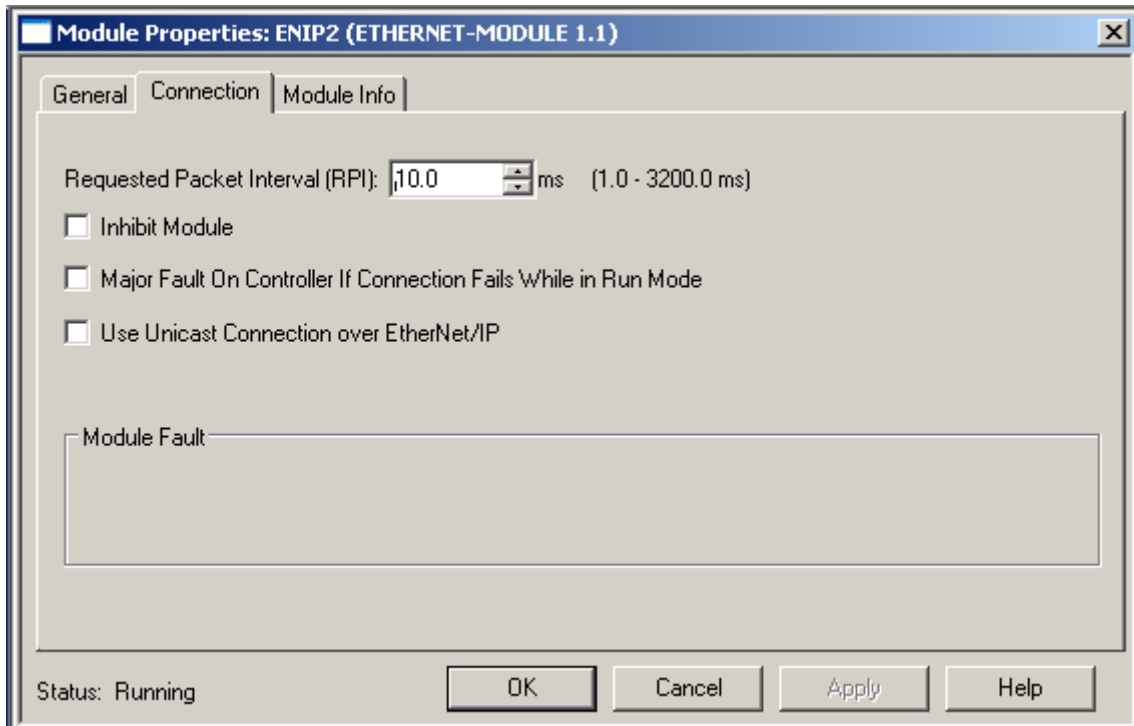 Module Properties: ENIP2 (ETHERNET-MODULE 1.1)
General Connection Module Info
Requested Packet Interval (RPI): 10.0 ms (1.0 - 3200.0 ms)
Inhibit Module
Major Fault On Controller If Connection Fails While in Run Mode
Use Unicast Connection over EtherNet/IP
Module Fault
Status: Running OK Cancel Apply Help